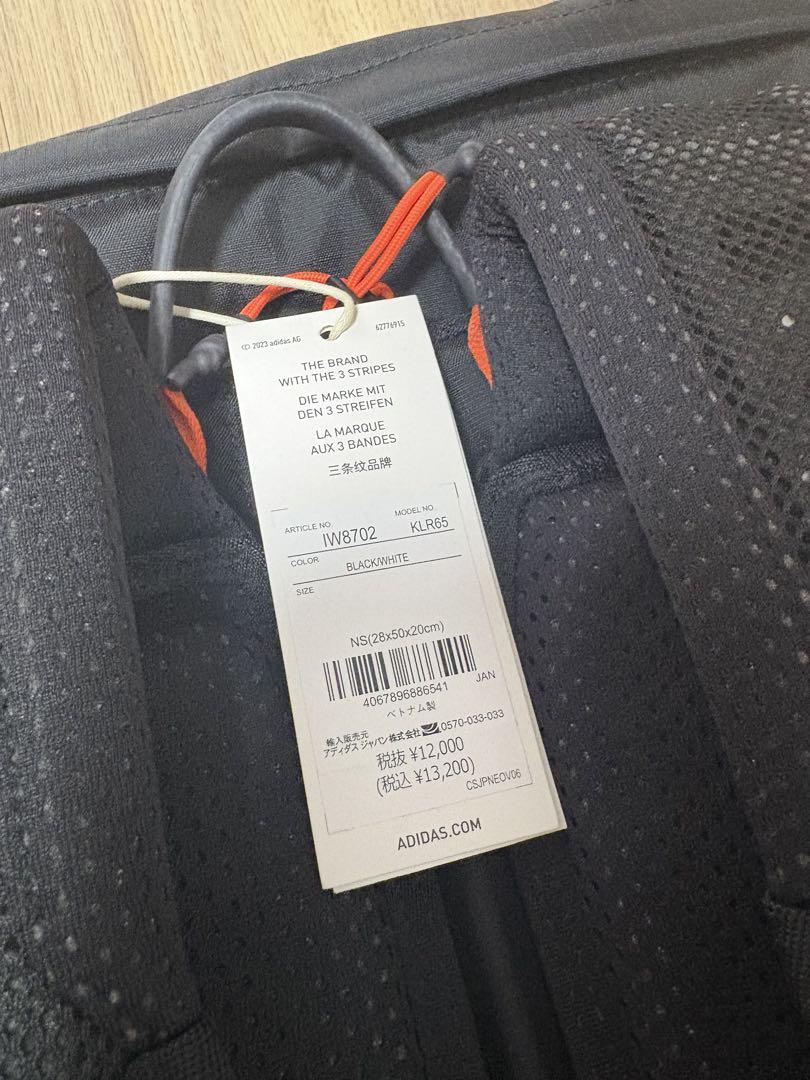 © 2023 adidas AG 62776915
THE BRAND
WITH THE 3 STRIPES
DIE MARKE MIT
DEN 3 STREIFEN
LA MARQUE
AUX 3 BANDES
三条纹品牌
ARTICLE NO. IW8702 MODEL NO. KLR65
COLOR BLACK/WHITE
SIZE
NS(28x50x20cm)
4067896886541 JAN
ベトナム製
輸入販売元
アディダス ジャパン株式会社 0570-033-033
税抜 ¥12,000
(税込 ¥13,200)
CSJPNEOV06
ADIDAS.COM